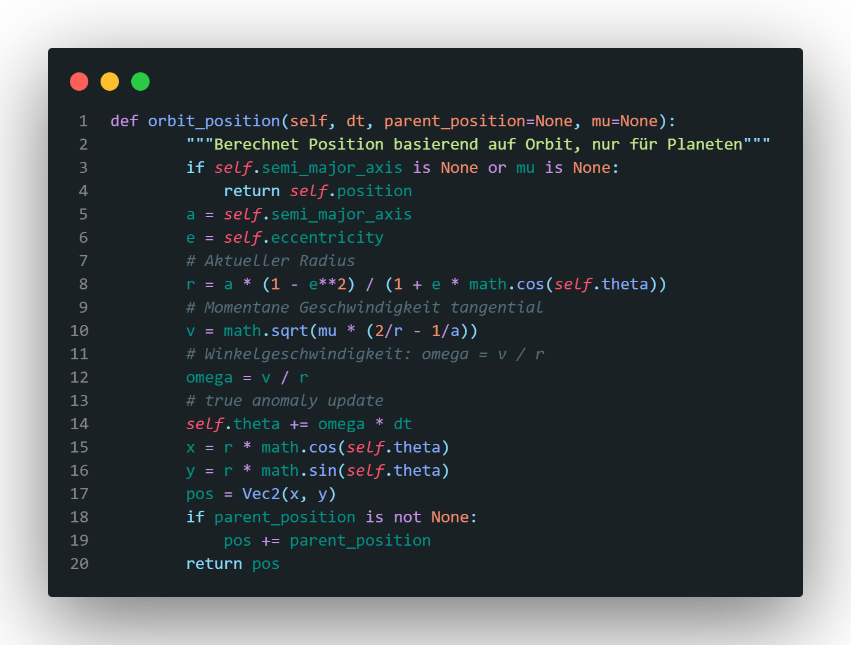 1 def orbit_position(self, dt, parent_position=None, mu=None):
2 """Berechnet Position basierend auf Orbit, nur für Planeten"""
3 if self.semi_major_axis is None or mu is None:
4 return self.position
5 a = self.semi_major_axis
6 e = self.eccentricity
7 # Aktueller Radius
8 r = a * (1 - e**2) / (1 + e * math.cos(self.theta))
9 # Momentane Geschwindigkeit tangential
10 v = math.sqrt(mu * (2/r - 1/a))
11 # Winkelgeschwindigkeit: omega = v / r
12 omega = v / r
13 # true anomaly update
14 self.theta += omega * dt
15 x = r * math.cos(self.theta)
16 y = r * math.sin(self.theta)
17 pos = Vec2(x, y)
18 if parent_position is not None:
19 pos += parent_position
20 return pos